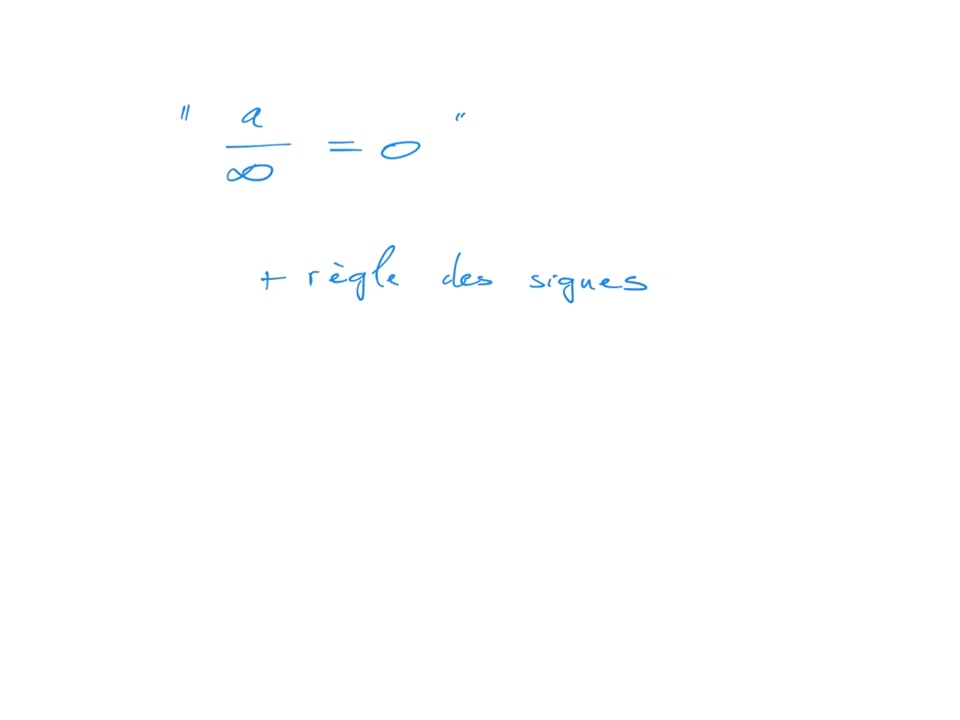 " a/∞ = 0 "
+ règle des signes